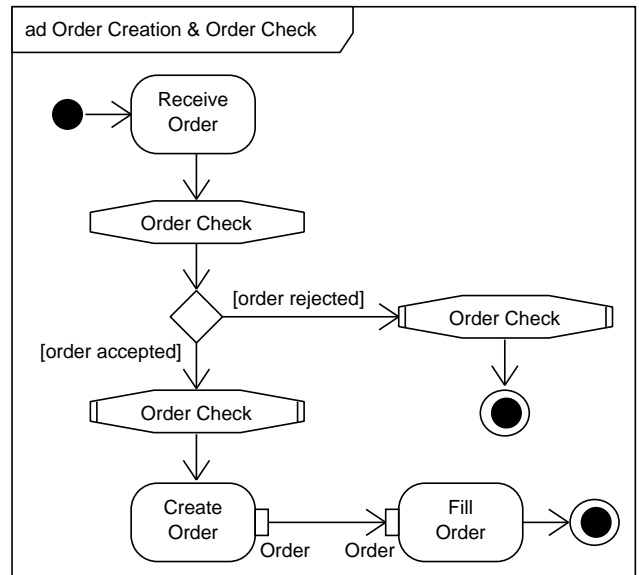 ad Order Creation & Order Check
Receive
Order
Order Check
[order rejected]
Order Check
[order accepted]
Order Check
Create
Order
Fill
Order
Order
Order